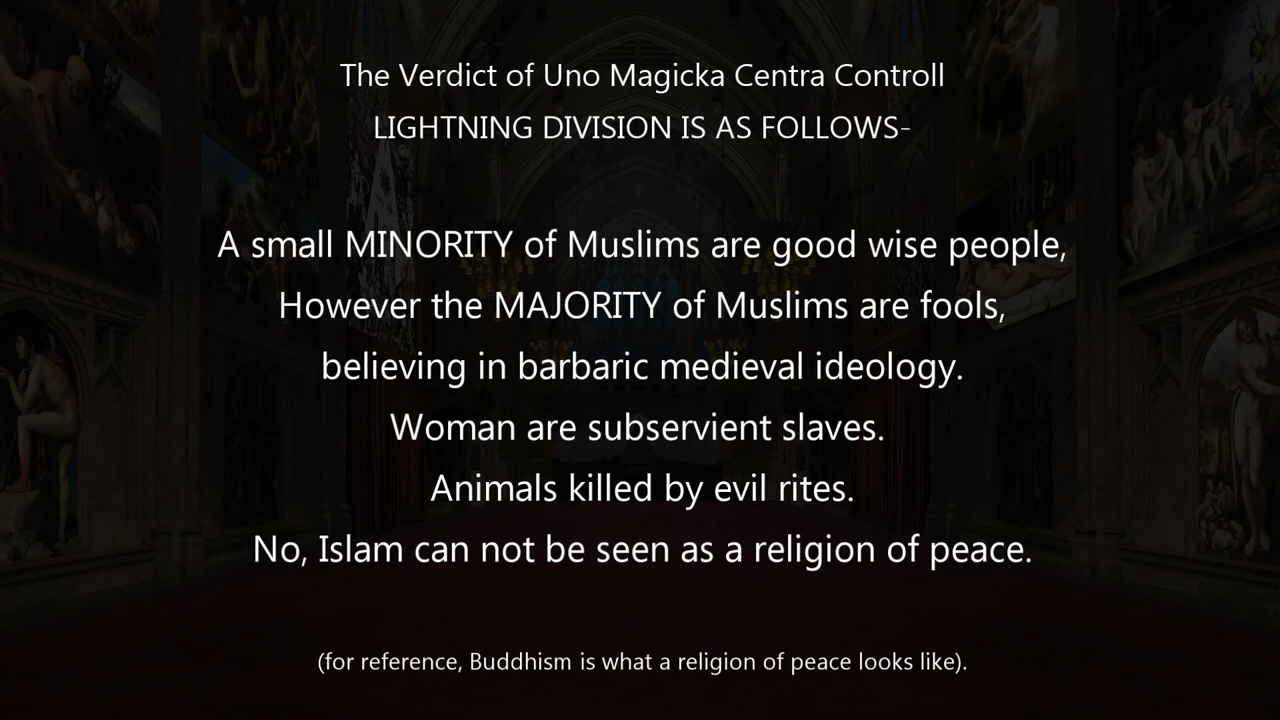 The Verdict of Uno Magicka Centra Controll
LIGHTNING DIVISION IS AS FOLLOWS-
A small MINORITY of Muslims are good wise people,
However the MAJORITY of Muslims are fools,
believing in barbaric medieval ideology.
Woman are subservient slaves.
Animals killed by evil rites.
No, Islam can not be seen as a religion of peace.
(for reference, Buddhism is what a religion of peace looks like).